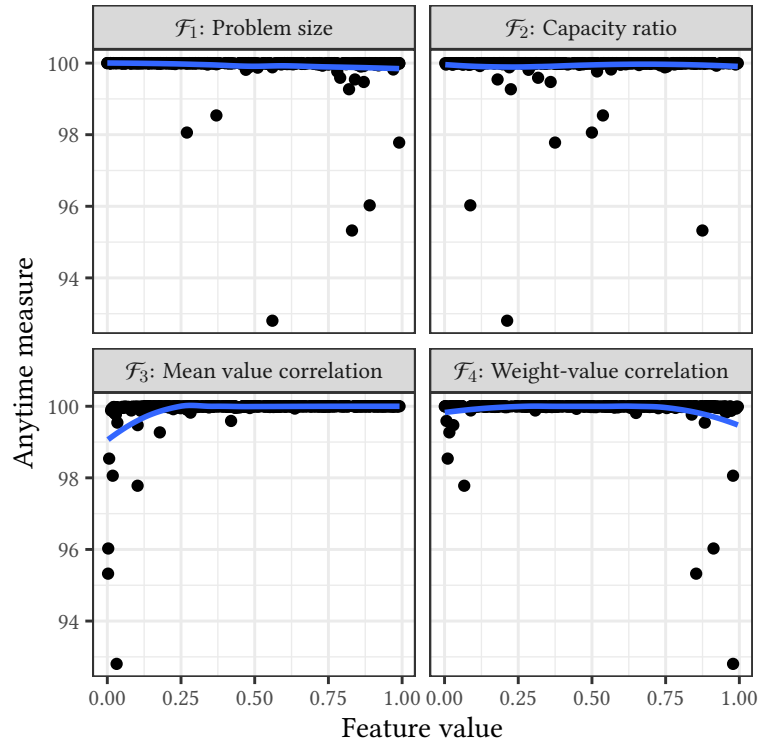 ℱ₁: Problem size
ℱ₂: Capacity ratio
100
98
96
94
Anytime measure
ℱ₃: Mean value correlation
ℱ₄: Weight-value correlation
100
98
96
94
0.00 0.25 0.50 0.75 1.00 0.00 0.25 0.50 0.75 1.00
Feature value